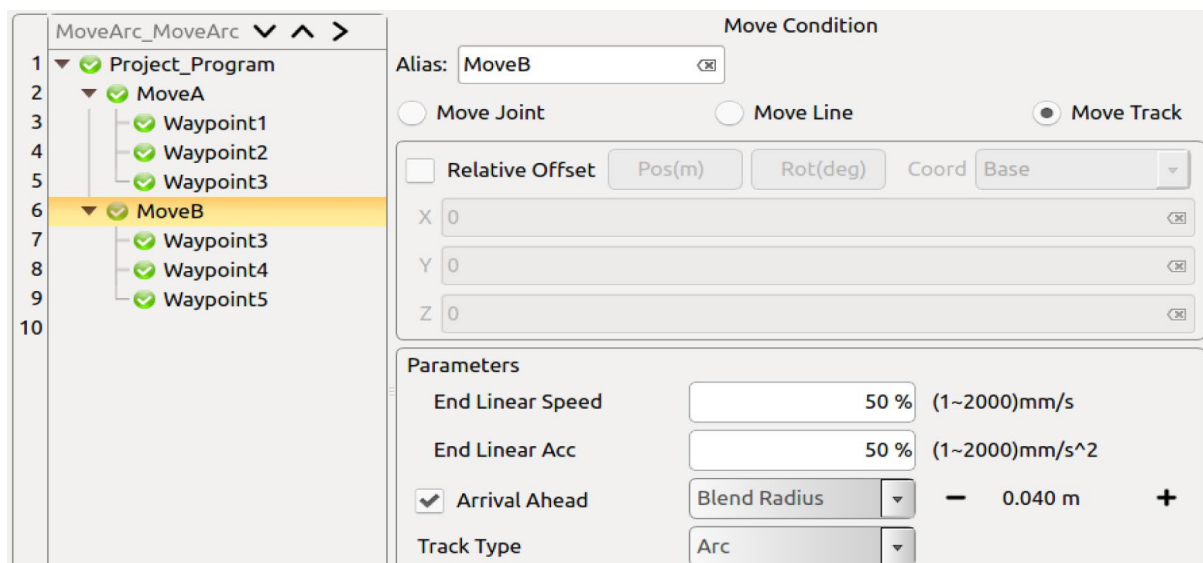 MoveArc_MoveArc
1 Project_Program
2 MoveA
3 Waypoint1
4 Waypoint2
5 Waypoint3
6 MoveB
7 Waypoint3
8 Waypoint4
9 Waypoint5
10
Move Condition
Alias: MoveB
Move Joint Move Line Move Track
Relative Offset Pos(m) Rot(deg) Coord Base
X 0
Y 0
Z 0
Parameters
End Linear Speed 50 % (1~2000)mm/s
End Linear Acc 50 % (1~2000)mm/s^2
Arrival Ahead Blend Radius − 0.040 m +
Track Type Arc